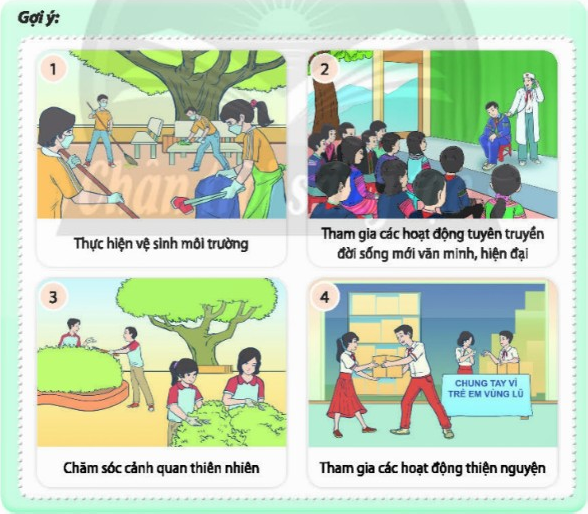 Gợi ý:
1
2
Thực hiện vệ sinh môi trường
Tham gia các hoạt động tuyên truyền
đời sống mới văn minh, hiện đại
3
4
CHUNG TAY VÌ
TRẺ EM VÙNG LŨ
Chăm sóc cảnh quan thiên nhiên
Tham gia các hoạt động thiện nguyện